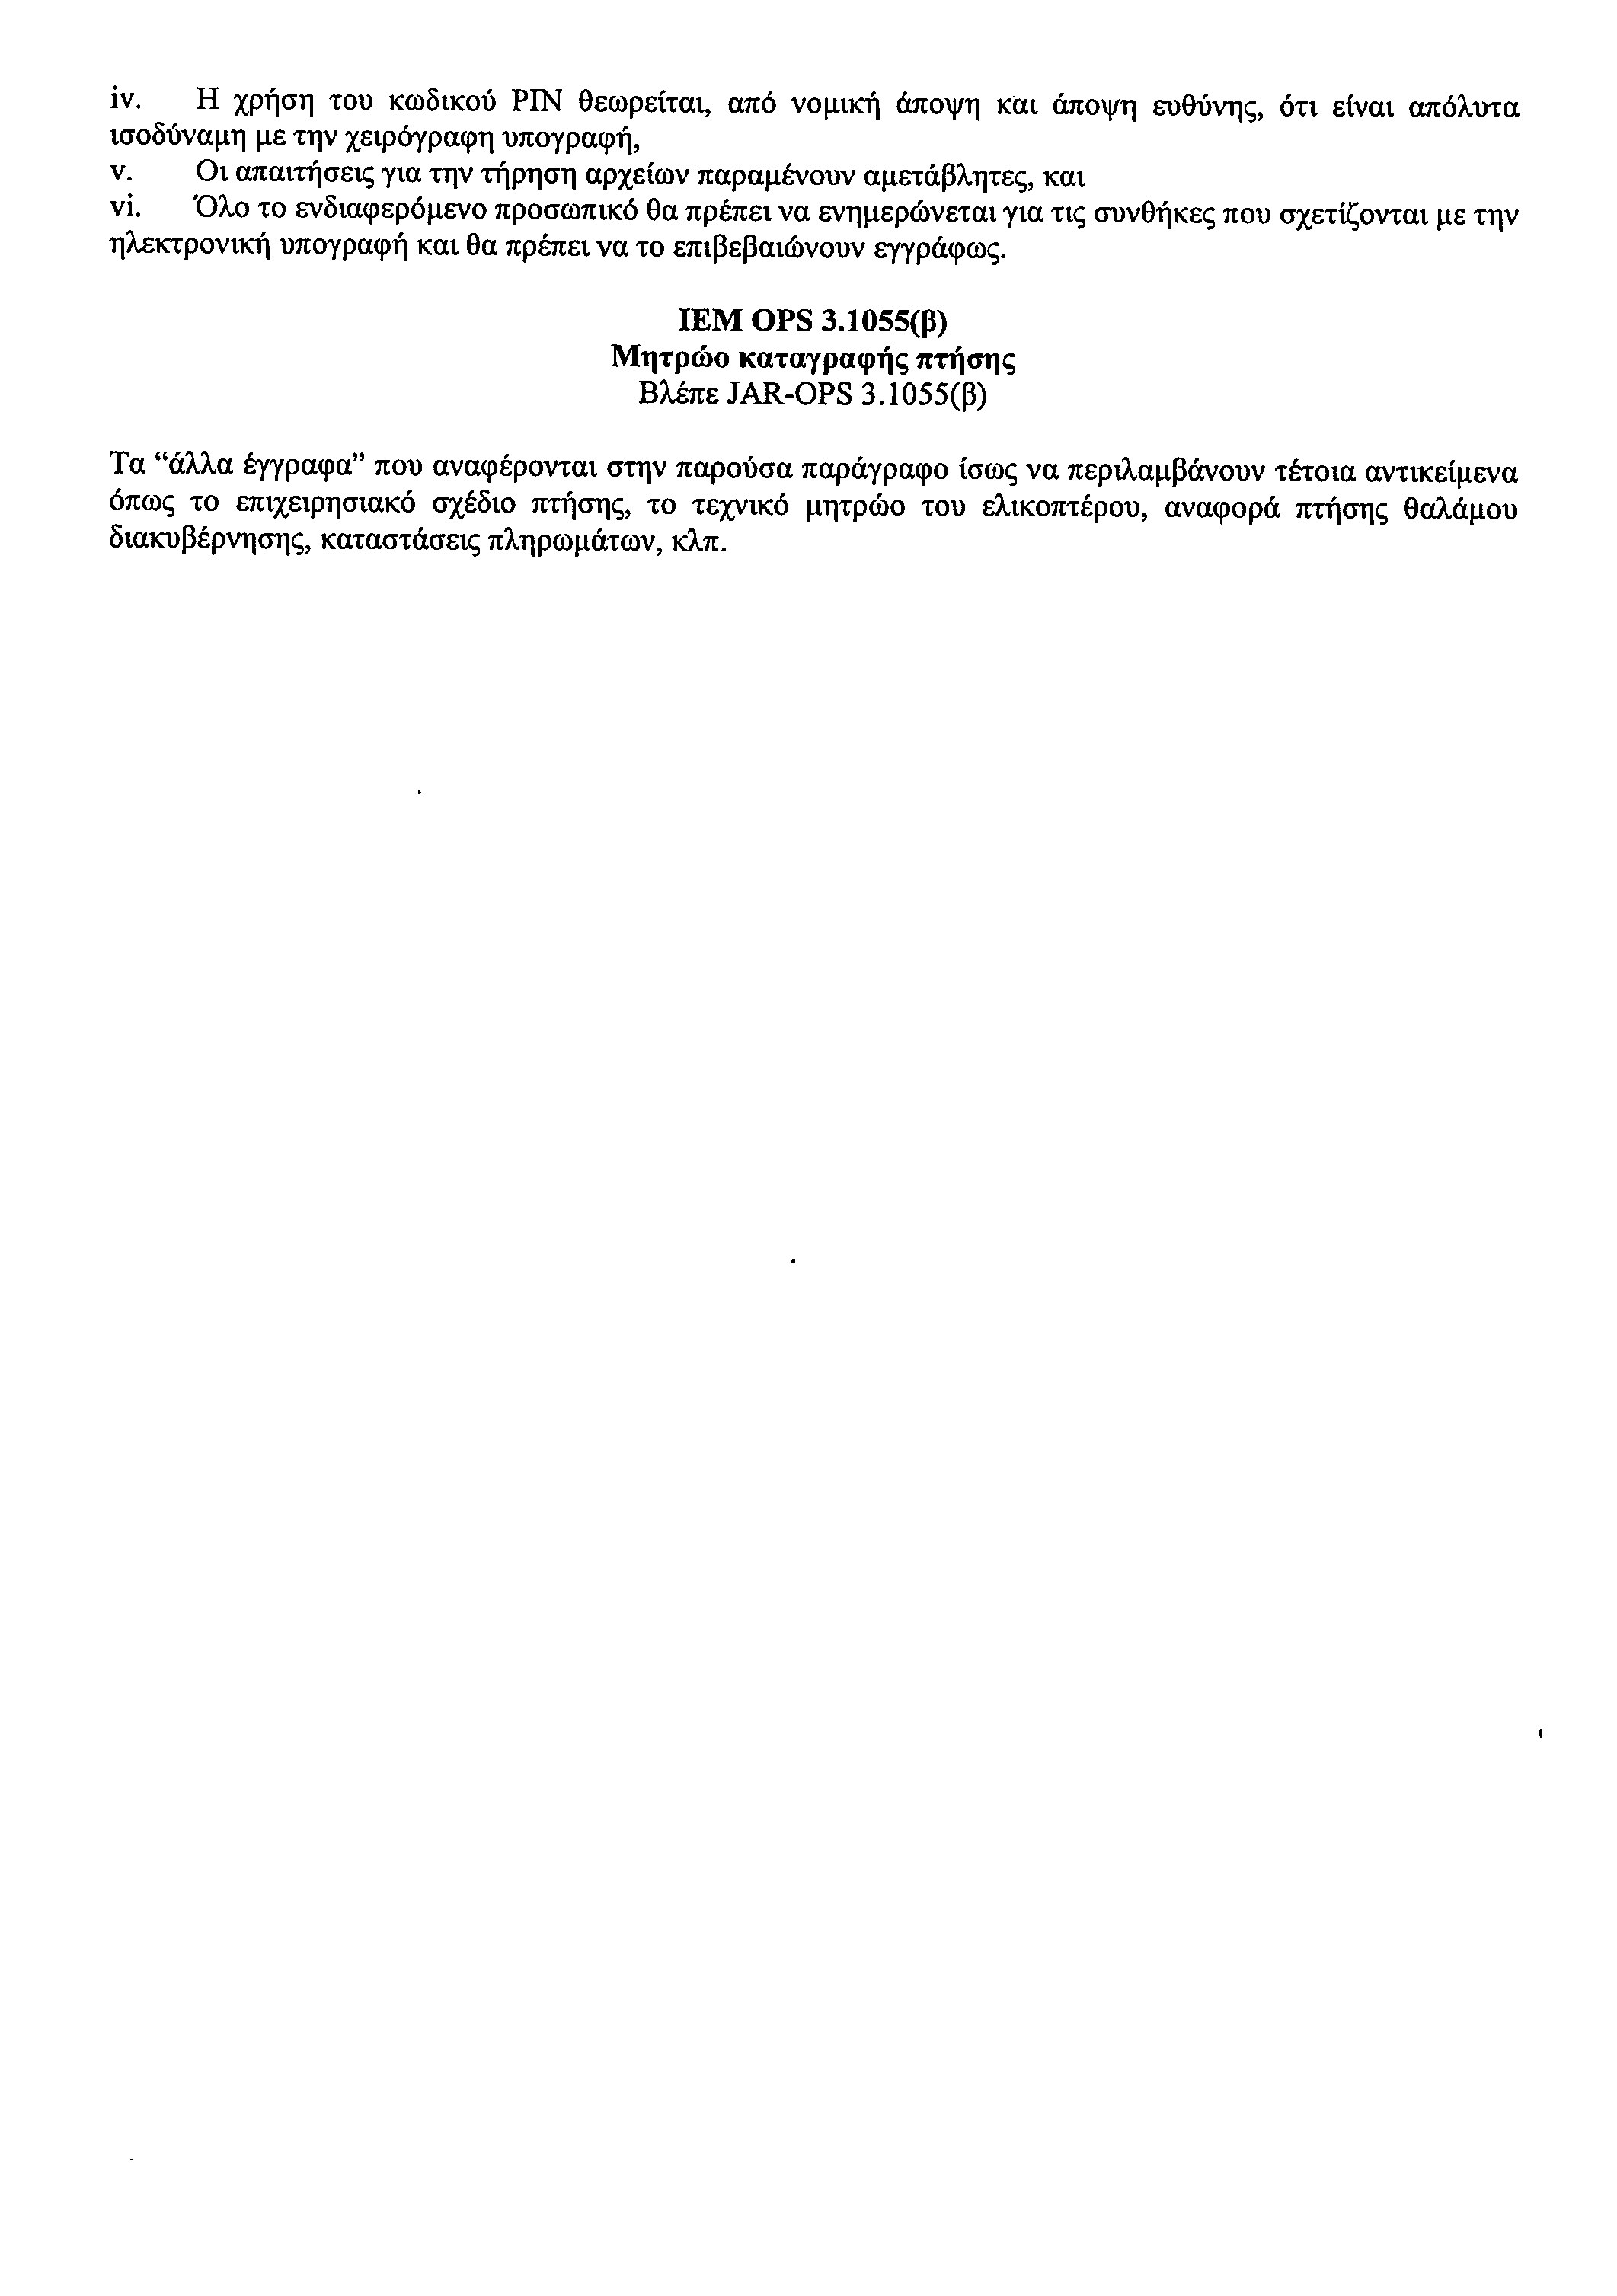 iv. Η χρήση του κωδικού PIN θεωρείται, από νομική άποψη και άποψη ευθύνης, ότι είναι απόλυτα
ισοδύναμη με την χειρόγραφη υπογραφή,
v. Οι απαιτήσεις για την τήρηση αρχείων παραμένουν αμετάβλητες, και
vi. Όλο το ενδιαφερόμενο προσωπικό θα πρέπει να ενημερώνεται για τις συνθήκες που σχετίζονται με την
ηλεκτρονική υπογραφή και θα πρέπει να το επιβεβαιώνουν εγγράφως.
IEM OPS 3.1055(β)
Μητρώο καταγραφής πτήσης
Βλέπε JAR-OPS 3.1055(β)
Τα “άλλα έγγραφα” που αναφέρονται στην παρούσα παράγραφο ίσως να περιλαμβάνουν τέτοια αντικείμενα
όπως το επιχειρησιακό σχέδιο πτήσης, το τεχνικό μητρώο του ελικοπτέρου, αναφορά πτήσης θαλάμου
διακυβέρνησης, καταστάσεις πληρωμάτων, κλπ.